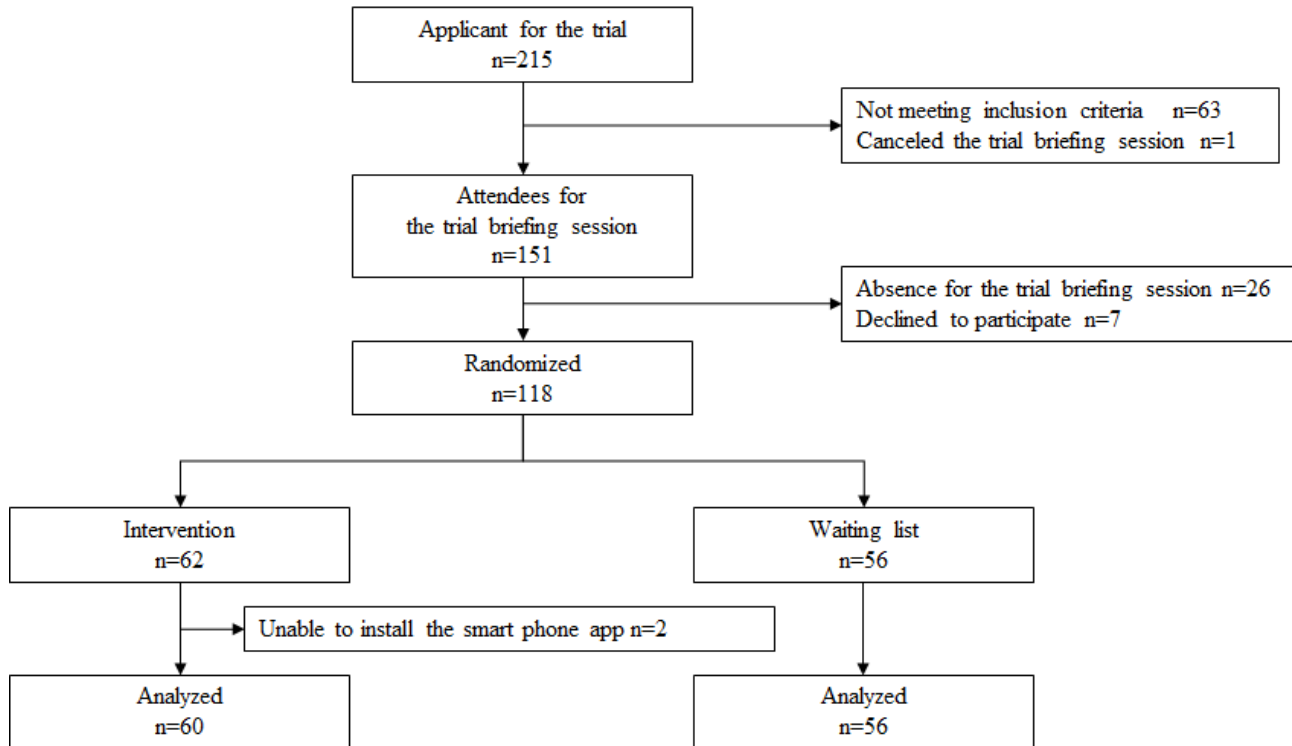 Applicant for the trial
n=215
Not meeting inclusion criteria n=63
Canceled the trial briefing session n=1
Attendees for
the trial briefing session
n=151
Absence for the trial briefing session n=26
Declined to participate n=7
Randomized
n=118
Intervention
n=62
Waiting list
n=56
Unable to install the smart phone app n=2
Analyzed
n=60
Analyzed
n=56